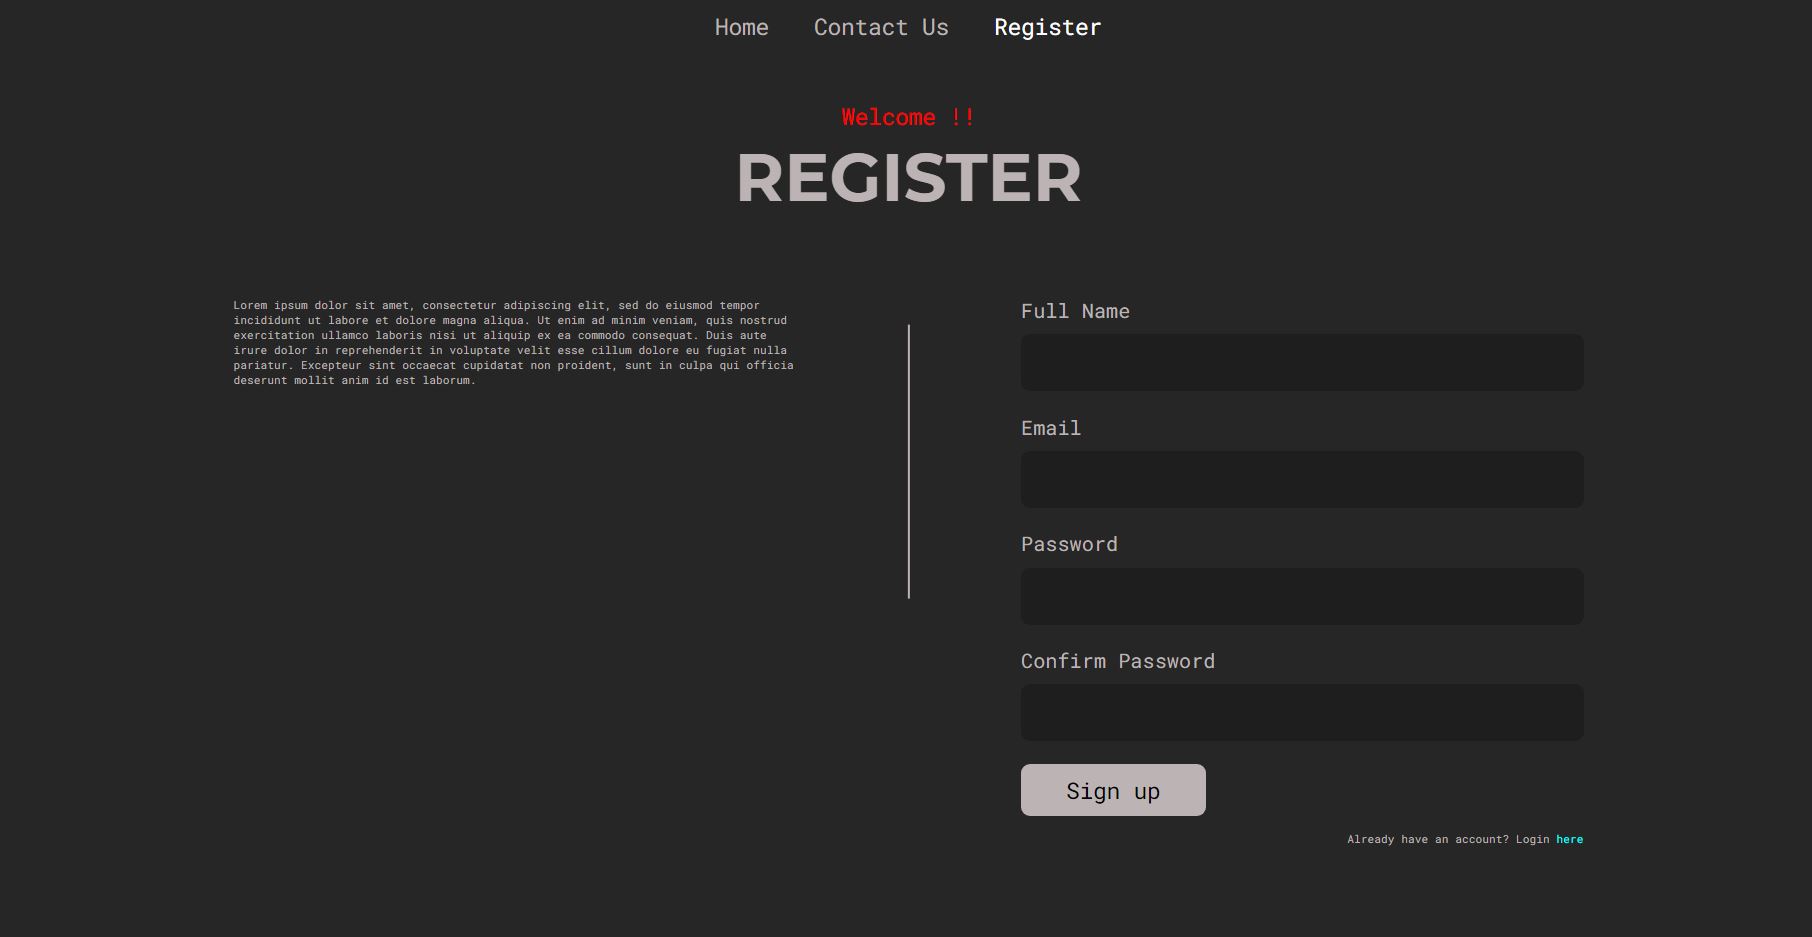 Home Contact Us Register
Welcome !!
REGISTER
Lorem ipsum dolor sit amet, consectetur adipiscing elit, sed do eiusmod tempor
incididunt ut labore et dolore magna aliqua. Ut enim ad minim veniam, quis nostrud
exercitation ullamco laboris nisi ut aliquip ex ea commodo consequat. Duis aute
irure dolor in reprehenderit in voluptate velit esse cillum dolore eu fugiat nulla
pariatur. Excepteur sint occaecat cupidatat non proident, sunt in culpa qui officia
deserunt mollit anim id est laborum.
Full Name
Email
Password
Confirm Password
Sign up
Already have an account? Login here